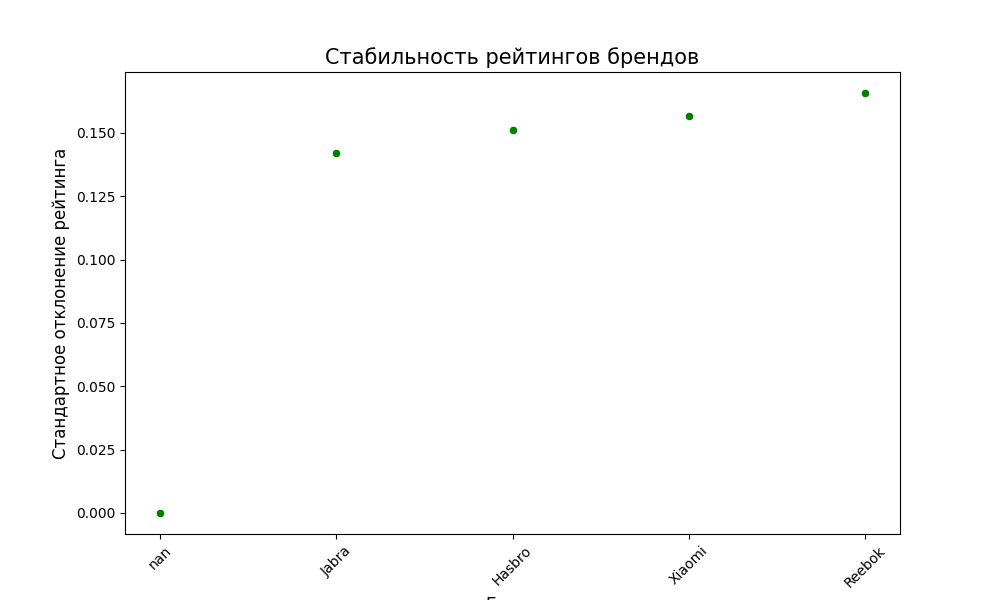 Стабильность рейтингов брендов
Стандартное отклонение рейтинга
0.150
0.125
0.100
0.075
0.050
0.025
0.000
nan
Jabra
Hasbro
Xiaomi
Reebok